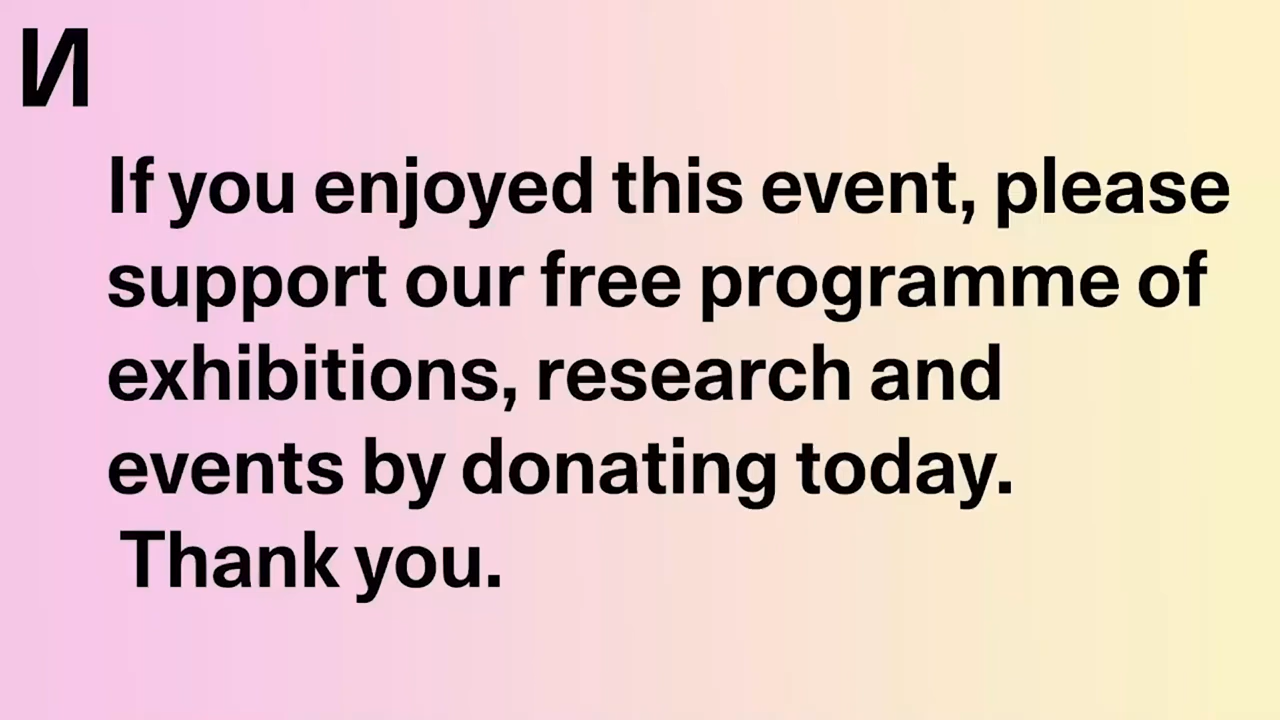 И
If you enjoyed this event, please
support our free programme of
exhibitions, research and
events by donating today.
Thank you.